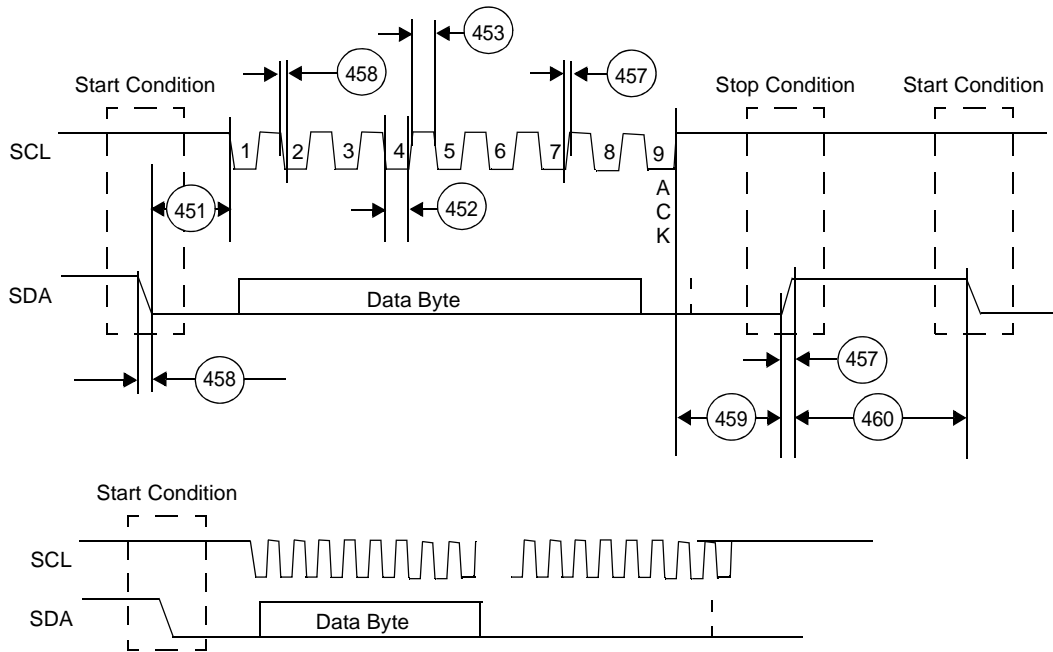 453
458
457
Start Condition
Stop Condition
Start Condition
SCL
1 2 3 4 5 6 7 8 9
A
C
K
451
452
SDA
Data Byte
458
457
459
460
Start Condition
SCL
SDA
Data Byte